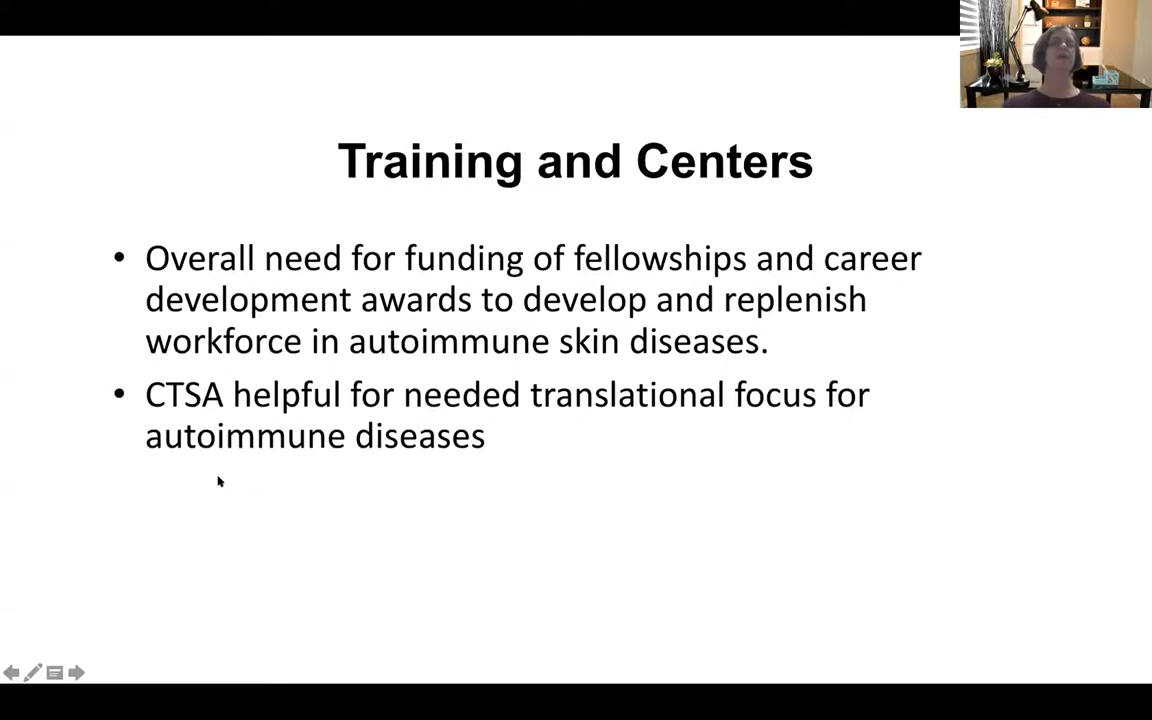 Training and Centers
• Overall need for funding of fellowships and career
development awards to develop and replenish
workforce in autoimmune skin diseases.
• CTSA helpful for needed translational focus for
autoimmune diseases